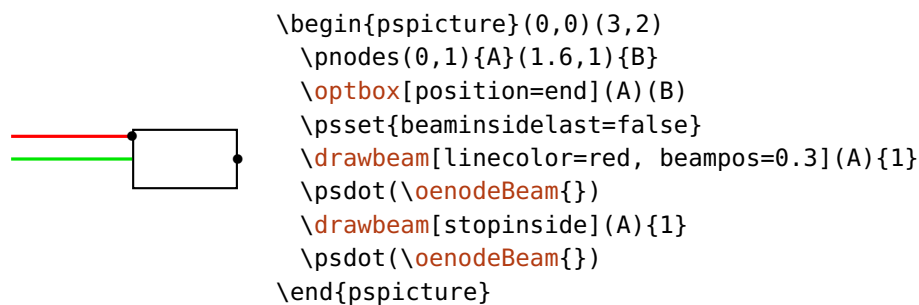 \begin{pspicture}(0,0)(3,2)
  \pnodes(0,1){A}(1.6,1){B}
  \optbox[position=end](A)(B)
  \psset{beaminsidelast=false}
  \drawbeam[linecolor=red, beampos=0.3](A){1}
  \psdot(\oenodeBeam{})
  \drawbeam[stopinside](A){1}
  \psdot(\oenodeBeam{})
\end{pspicture}